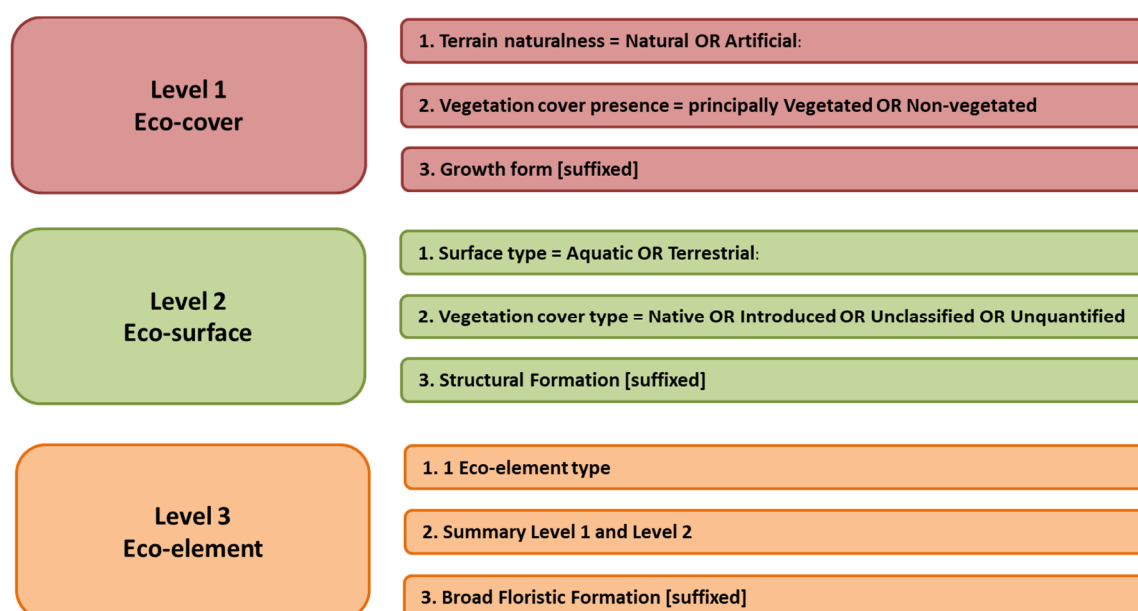 Level 1
Eco-cover
1. Terrain naturalness = Natural OR Artificial:
2. Vegetation cover presence = principally Vegetated OR Non-vegetated
3. Growth form [suffixed]
Level 2
Eco-surface
1. Surface type = Aquatic OR Terrestrial:
2. Vegetation cover type = Native OR Introduced OR Unclassified OR Unquantified
3. Structural Formation [suffixed]
Level 3
Eco-element
1. 1 Eco-element type
2. Summary Level 1 and Level 2
3. Broad Floristic Formation [suffixed]